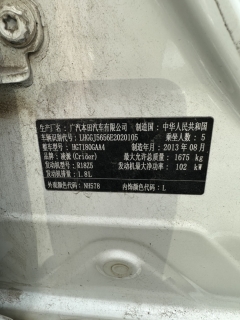 制造厂名：广汽本田汽车有限公司 制造国：中华人民共和国
车辆识别代号：LHGGJ5656E2020105 乘坐人数：5
整车型号：HG7180GAA4 制造年月：2013年08月
品牌：凌派(Crider) 最大允许总质量：1675 kg
发动机型号：R18Z5 发动机最大净功率：102 kW
发动机排量：1.8L
外观颜色代码：NH578 内饰颜色代码：L